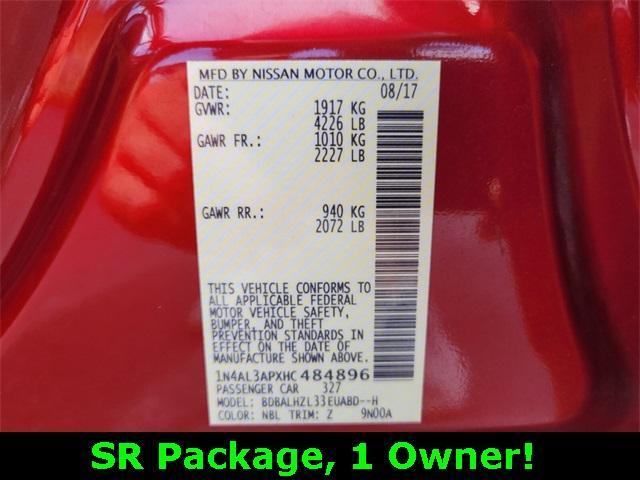 MFD BY NISSAN MOTOR CO., LTD.
DATE: 08/17
GVWR: 1917 KG
4226 LB
GAWR FR.: 1010 KG
2227 LB
GAWR RR.: 940 KG
2072 LB
THIS VEHICLE CONFORMS TO
ALL APPLICABLE FEDERAL
MOTOR VEHICLE SAFETY,
BUMPER, AND THEFT
PREVENTION STANDARDS IN
EFFECT ON THE DATE OF
MANUFACTURE SHOWN ABOVE.
1N4AL3APXHC484896
PASSENGER CAR 327
MODEL: BDBALHZL33EUABD--H
COLOR: NBL TRIM: Z 9N00A
SR Package, 1 Owner!